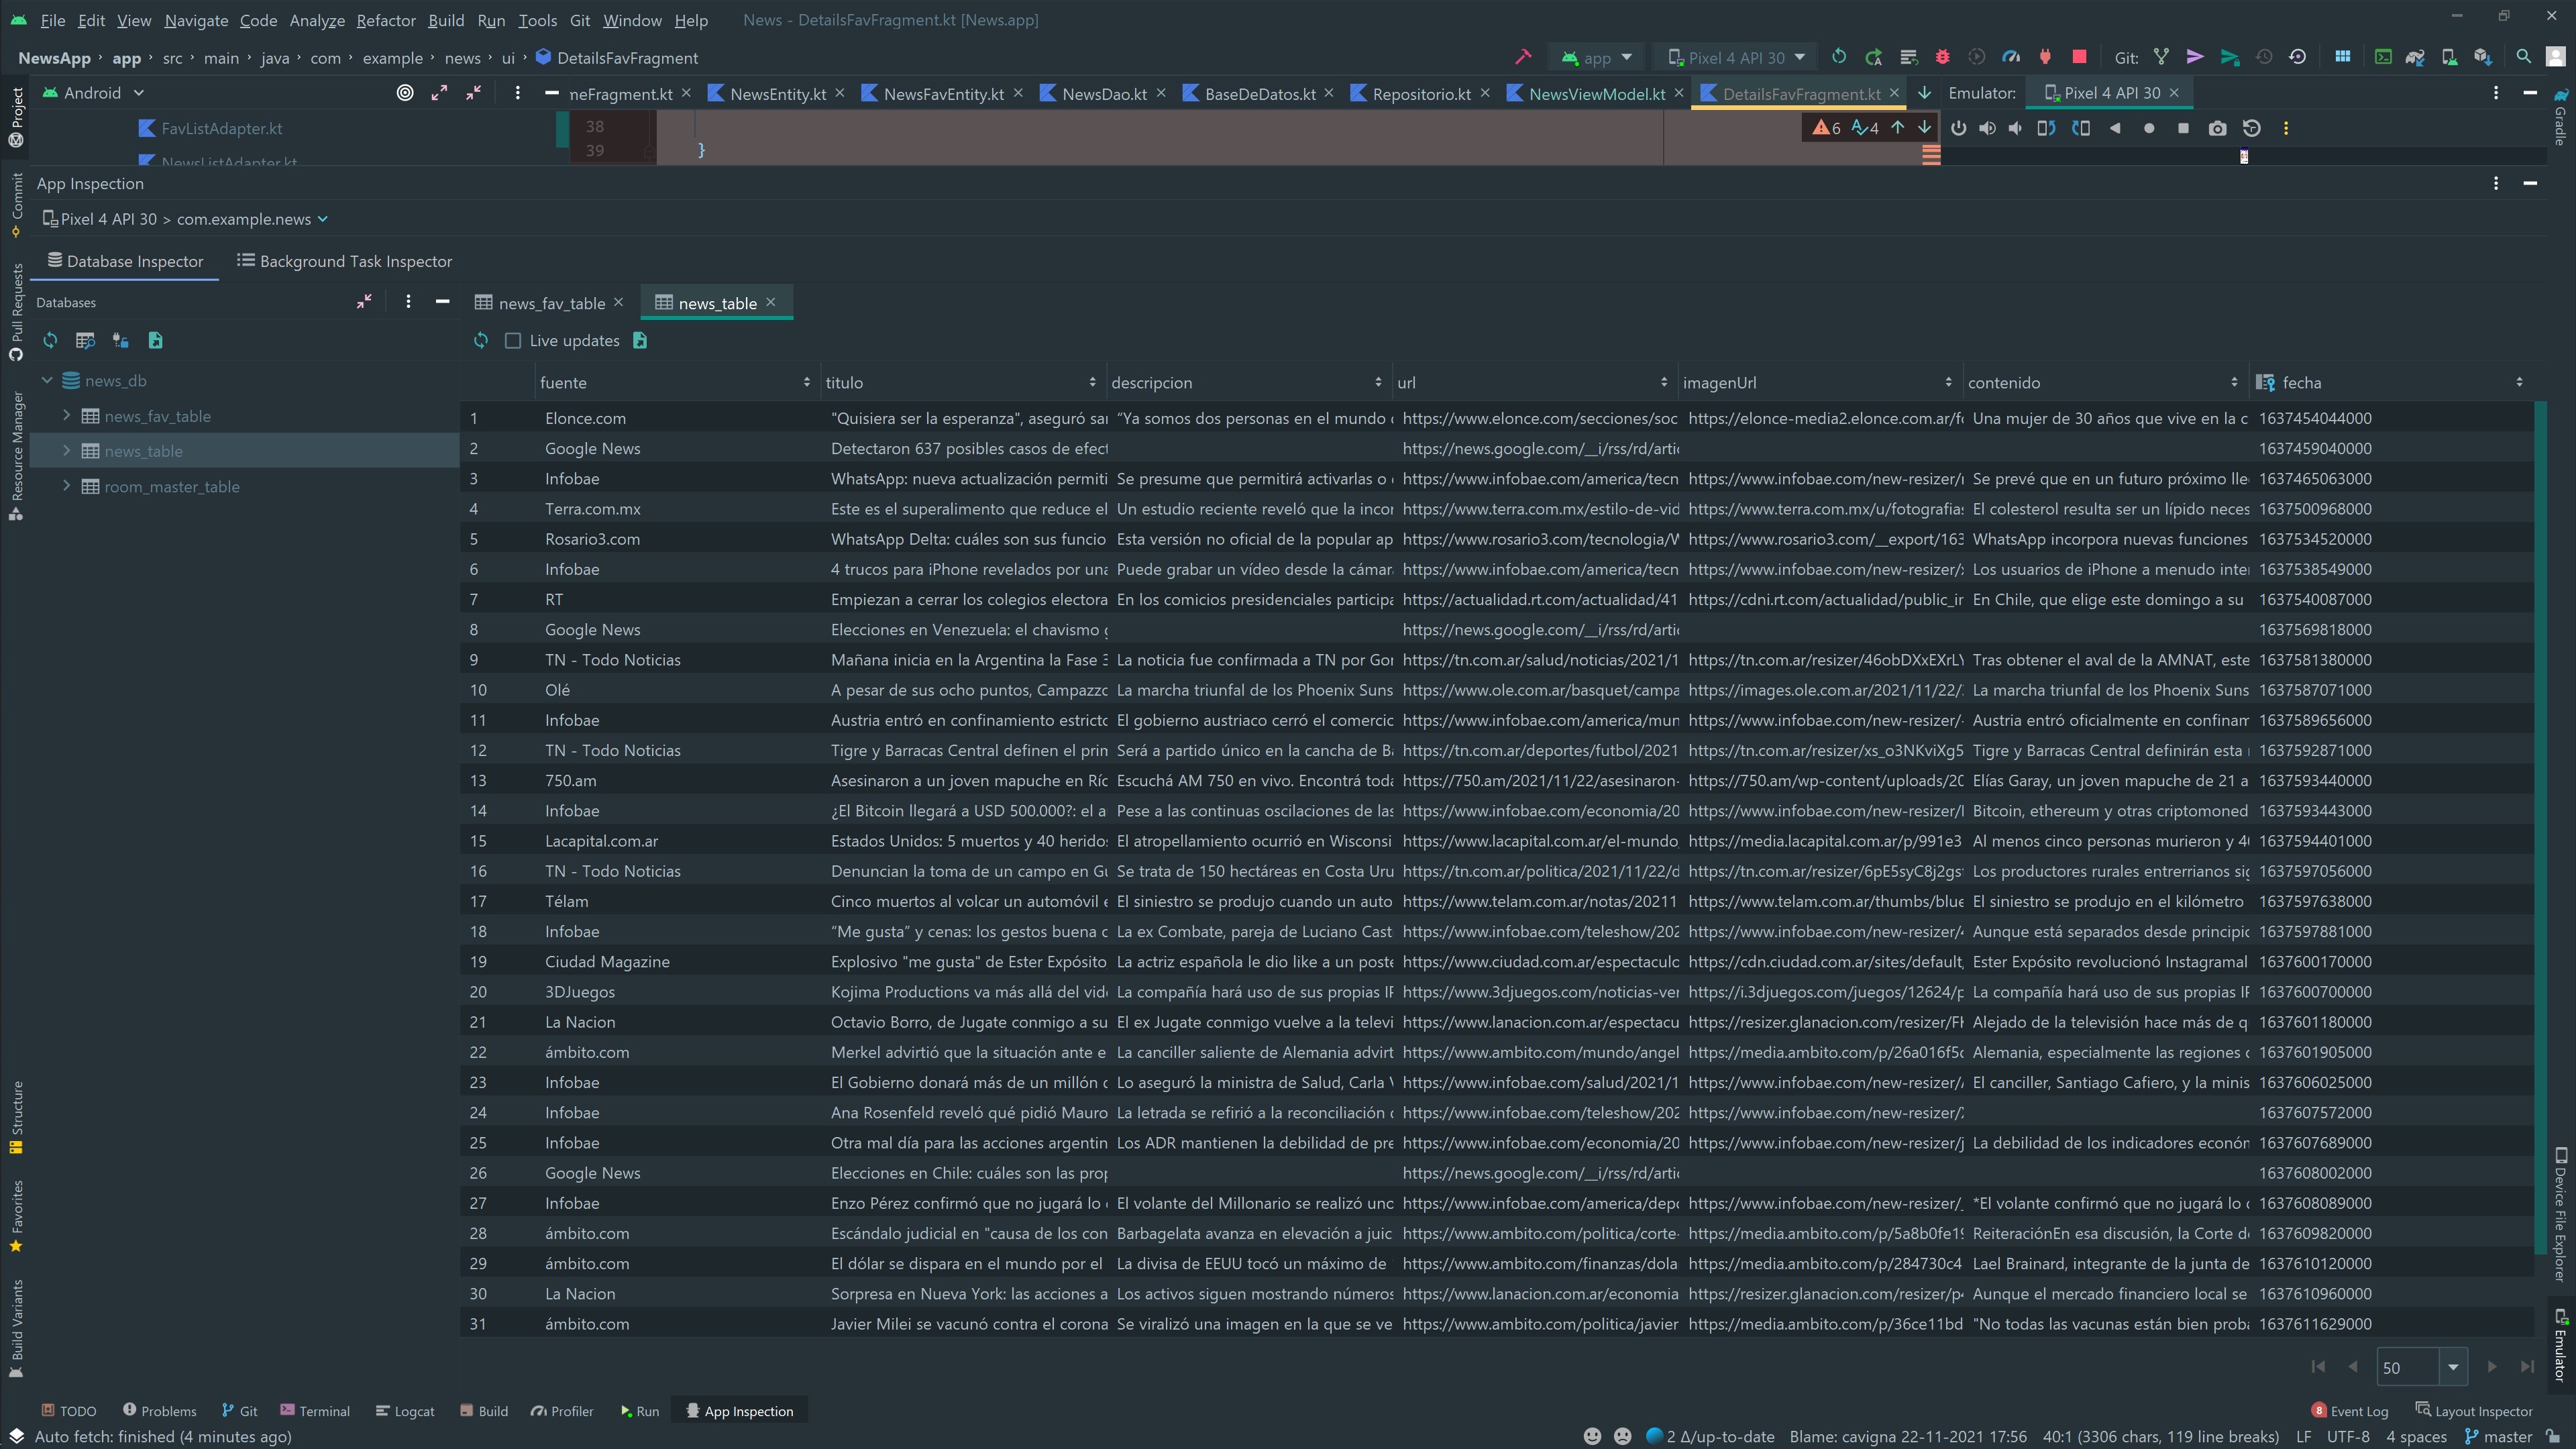 File Edit View Navigate Code Analyze Refactor Build Run Tools Git Window Help News - DetailsFavFragment.kt [News.app]
NewsApp › app › src › main › java › com › example › news › ui › DetailsFavFragment app Pixel 4 API 30 Git:
Project Android meFragment.kt NewsEntity.kt NewsFavEntity.kt NewsDao.kt BaseDeDatos.kt Repositorio.kt NewsViewModel.kt DetailsFavFragment.kt Emulator: Pixel 4 API 30 Gradle
FavListAdapter.kt 38 6 4
NewsListAdapter.kt 39 }
App Inspection
Commit
Pixel 4 API 30 > com.example.news
Database Inspector Background Task Inspector
Pull Requests
Databases news_fav_table news_table
Live updates
news_db
news_fav_table
news_table
room_master_table
Resource Manager
fuente titulo descripcion url imagenUrl contenido fecha
1 Elonce.com "Quisiera ser la esperanza", aseguró sar “Ya somos dos personas en el mundo https://www.elonce.com/secciones/soc https://elonce-media2.elonce.com.ar/fo Una mujer de 30 años que vive en la c 1637454044000
2 Google News Detectaron 637 posibles casos de efect https://news.google.com/__i/rss/rd/artic 1637459040000
3 Infobae WhatsApp: nueva actualización permiti Se presume que permitirá activarlas o https://www.infobae.com/america/tecn https://www.infobae.com/new-resizer/ Se prevé que en un futuro próximo lle 1637465063000
4 Terra.com.mx Este es el superalimento que reduce el Un estudio reciente reveló que la incor https://www.terra.com.mx/estilo-de-vid https://www.terra.com.mx/u/fotografias El colesterol resulta ser un lípido neces 1637500968000
5 Rosario3.com WhatsApp Delta: cuáles son sus funcio Esta versión no oficial de la popular ap https://www.rosario3.com/tecnologia/W https://www.rosario3.com/__export/163 WhatsApp incorpora nuevas funciones 1637534520000
6 Infobae 4 trucos para iPhone revelados por una Puede grabar un vídeo desde la cámar https://www.infobae.com/america/tecn https://www.infobae.com/new-resizer/ Los usuarios de iPhone a menudo inte 1637538549000
7 RT Empiezan a cerrar los colegios electora En los comicios presidenciales participa https://actualidad.rt.com/actualidad/41 https://cdni.rt.com/actualidad/public_ir En Chile, que elige este domingo a su 1637540087000
8 Google News Elecciones en Venezuela: el chavismo g https://news.google.com/__i/rss/rd/artic 1637569818000
9 TN - Todo Noticias Mañana inicia en la Argentina la Fase 3 La noticia fue confirmada a TN por Gor https://tn.com.ar/salud/noticias/2021/1 https://tn.com.ar/resizer/46obDXxEXrLY Tras obtener el aval de la AMNAT, este 1637581380000
10 Olé A pesar de sus ocho puntos, Campazzo La marcha triunfal de los Phoenix Suns https://www.ole.com.ar/basquet/campa https://images.ole.com.ar/2021/11/22/ La marcha triunfal de los Phoenix Suns 1637587071000
11 Infobae Austria entró en confinamiento estricto El gobierno austriaco cerró el comercio https://www.infobae.com/america/mun https://www.infobae.com/new-resizer/- Austria entró oficialmente en confinam 1637589656000
12 TN - Todo Noticias Tigre y Barracas Central definen el prin Será a partido único en la cancha de Ba https://tn.com.ar/deportes/futbol/2021 https://tn.com.ar/resizer/xs_o3NKviXg5 Tigre y Barracas Central definirán esta 1637592871000
13 750.am Asesinaron a un joven mapuche en Río Escuchá AM 750 en vivo. Encontrá toda https://750.am/2021/11/22/asesinaron- https://750.am/wp-content/uploads/20 Elías Garay, un joven mapuche de 21 a 1637593440000
14 Infobae ¿El Bitcoin llegará a USD 500.000?: el a Pese a las continuas oscilaciones de las https://www.infobae.com/economia/20 https://www.infobae.com/new-resizer/ Bitcoin, ethereum y otras criptomoned 1637593443000
15 Lacapital.com.ar Estados Unidos: 5 muertos y 40 herido El atropellamiento ocurrió en Wisconsi https://www.lacapital.com.ar/el-mundo https://media.lacapital.com.ar/p/991e3 Al menos cinco personas murieron y 40 1637594401000
16 TN - Todo Noticias Denuncian la toma de un campo en Gu Se trata de 150 hectáreas en Costa Uru https://tn.com.ar/politica/2021/11/22/d https://tn.com.ar/resizer/6pE5syC8j2gs Los productores rurales entrerrianos sig 1637597056000
17 Télam Cinco muertos al volcar un automóvil e El siniestro se produjo cuando un auto https://www.telam.com.ar/notas/20211 https://www.telam.com.ar/thumbs/blue El siniestro se produjo en el kilómetro 1637597638000
18 Infobae “Me gusta” y cenas: los gestos buena o La ex Combate, pareja de Luciano Cast https://www.infobae.com/teleshow/202 https://www.infobae.com/new-resizer/ Aunque está separados desde principio 1637597881000
19 Ciudad Magazine Explosivo "me gusta" de Ester Expósito La actriz española le dio like a un poste https://www.ciudad.com.ar/espectaculo https://cdn.ciudad.com.ar/sites/default Ester Expósito revolucionó Instagramal 1637600170000
20 3DJuegos Kojima Productions va más allá del vid La compañía hará uso de sus propias IP https://www.3djuegos.com/noticias-ver https://i.3djuegos.com/juegos/12624/p La compañía hará uso de sus propias IP 1637600700000
21 La Nacion Octavio Borro, de Jugate conmigo a su El ex Jugate conmigo vuelve a la televi https://www.lanacion.com.ar/espectacu https://resizer.glanacion.com/resizer/Fl Alejado de la televisión hace más de q 1637601180000
22 ámbito.com Merkel advirtió que la situación ante e La canciller saliente de Alemania advirt https://www.ambito.com/mundo/angel https://media.ambito.com/p/26a016f5c Alemania, especialmente las regiones 1637601905000
23 Infobae El Gobierno donará más de un millón d Lo aseguró la ministra de Salud, Carla V https://www.infobae.com/salud/2021/1 https://www.infobae.com/new-resizer/ El canciller, Santiago Cafiero, y la minis 1637606025000
24 Infobae Ana Rosenfeld reveló qué pidió Mauro La letrada se refirió a la reconciliación https://www.infobae.com/teleshow/202 https://www.infobae.com/new-resizer/ 1637607572000
25 Infobae Otra mal día para las acciones argentin Los ADR mantienen la debilidad de pre https://www.infobae.com/economia/20 https://www.infobae.com/new-resizer/j La debilidad de los indicadores económ 1637607689000
26 Google News Elecciones en Chile: cuáles son las prop https://news.google.com/__i/rss/rd/artic 1637608002000
27 Infobae Enzo Pérez confirmó que no jugará lo El volante del Millonario se realizó uno https://www.infobae.com/america/depo https://www.infobae.com/new-resizer/_ *El volante confirmó que no jugará lo 1637608089000
28 ámbito.com Escándalo judicial en "causa de los con Barbagelata avanza en elevación a juic https://www.ambito.com/politica/corte- https://media.ambito.com/p/5a8b0fe19 ReiteraciónEn esa discusión, la Corte de 1637609820000
29 ámbito.com El dólar se dispara en el mundo por el La divisa de EEUU tocó un máximo de https://www.ambito.com/finanzas/dola https://media.ambito.com/p/284730c4 Lael Brainard, integrante de la junta de 1637610120000
30 La Nacion Sorpresa en Nueva York: las acciones a Los activos siguen mostrando números https://www.lanacion.com.ar/economia https://resizer.glanacion.com/resizer/p Aunque el mercado financiero local se 1637610960000
31 ámbito.com Javier Milei se vacunó contra el corona Se viralizó una imagen en la que se ve https://www.ambito.com/politica/javier https://media.ambito.com/p/36ce11bd "No todas las vacunas están bien proba 1637611629000
Structure
Favorites
Build Variants
Device File Explorer
Emulator
50
TODO Problems Git Terminal Logcat Build Profiler Run App Inspection 8 Event Log Layout Inspector
Auto fetch: finished (4 minutes ago) 2 Δ/up-to-date Blame: cavigna 22-11-2021 17:56 40:1 (3306 chars, 119 line breaks) LF UTF-8 4 spaces master